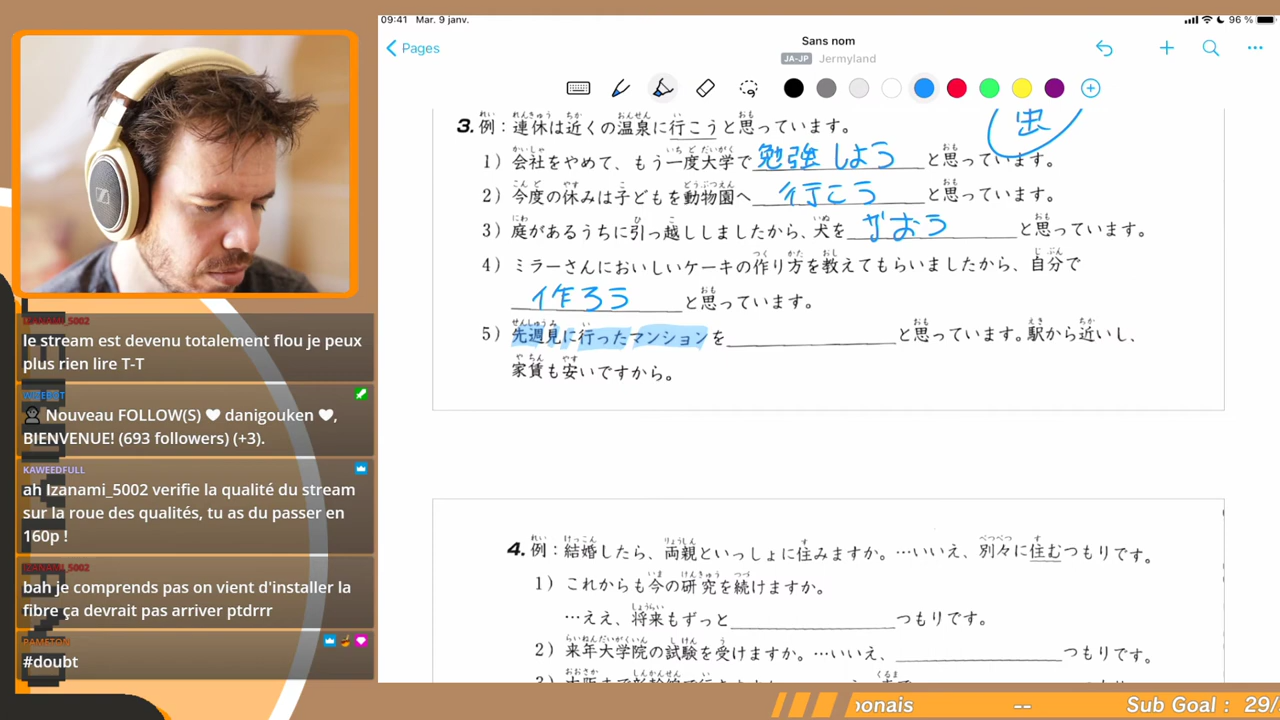 09:41 Mar. 9 janv.
96 %
Pages
Sans nom
JA-JP Jermyland
3. 例：連休は近くの温泉に行こうと思っています。
1）会社をやめて、もう一度大学で 勉強しよう と思っています。
2）今度の休みは子どもを動物園へ 行こう と思っています。
3）庭があるうちに引っ越ししましたから、犬を がおう と思っています。
4）ミラーさんにおいしいケーキの作り方を教えてもらいましたから、自分で
作ろう と思っています。
5）先週見に行ったマンションを と思っています。駅から近いし、
家賃も安いですから。
4. 例：結婚したら、両親といっしょに住みますか。…いいえ、別々に住むつもりです。
1）これからも今の研究を続けますか。
…ええ、将来もずっと つもりです。
2）来年大学院の試験を受けますか。…いいえ、 つもりです。
IZANAMI_5002
le stream est devenu totalement flou je peux
plus rien lire T-T
Nouveau FOLLOW(S) ♥ danigouken ♥,
BIENVENUE! (693 followers) (+3).
KAWEEDFULL
ah Izanami_5002 verifie la qualité du stream
sur la roue des qualités, tu as du passer en
160p !
IZANAMI_5002
bah je comprends pas on vient d'installer la
fibre ça devrait pas arriver ptdrrr
#doubt
ponais -- Sub Goal : 29/